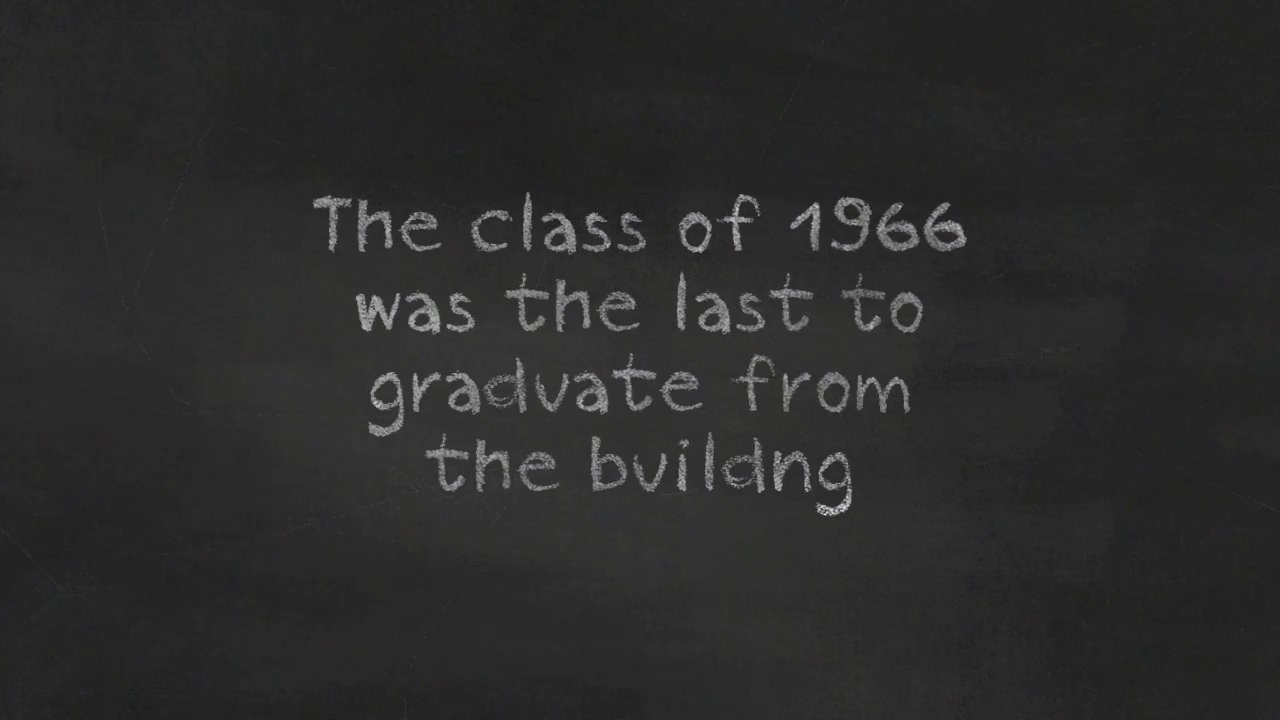 The class of 1966
was the last to
graduate from
the buildng